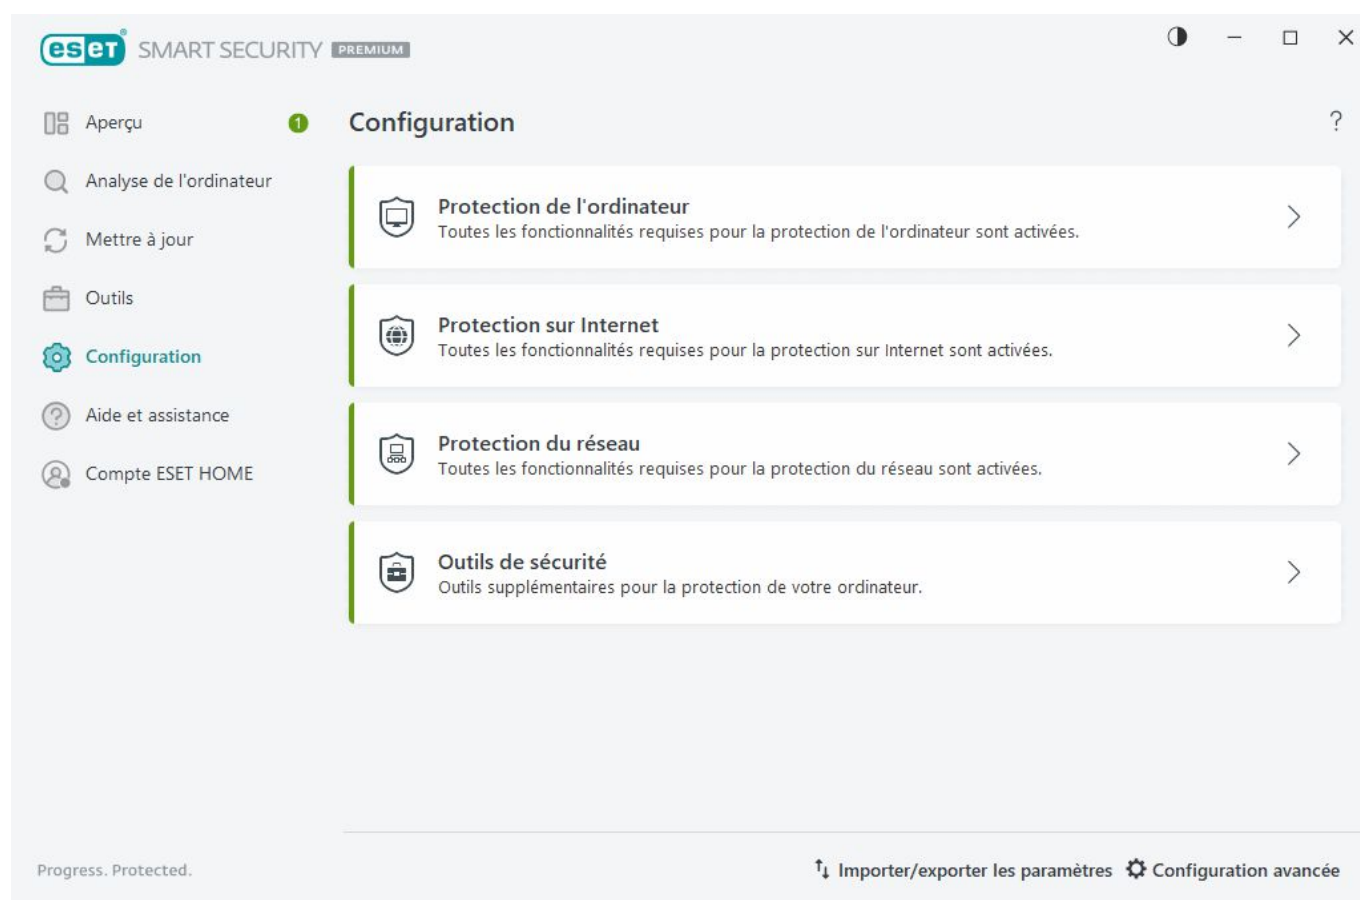 eset SMART SECURITY PREMIUM
Aperçu 1
Analyse de l'ordinateur
Mettre à jour
Outils
Configuration
Aide et assistance
Compte ESET HOME
Configuration ?
Protection de l'ordinateur
Toutes les fonctionnalités requises pour la protection de l'ordinateur sont activées.
Protection sur Internet
Toutes les fonctionnalités requises pour la protection sur Internet sont activées.
Protection du réseau
Toutes les fonctionnalités requises pour la protection du réseau sont activées.
Outils de sécurité
Outils supplémentaires pour la protection de votre ordinateur.
Progress. Protected.
Importer/exporter les paramètres Configuration avancée